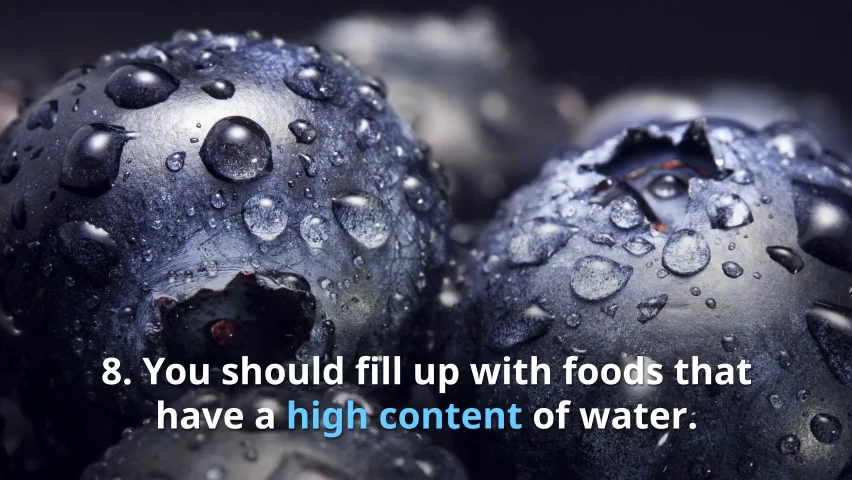 8. You should fill up with foods that
have a high content of water.